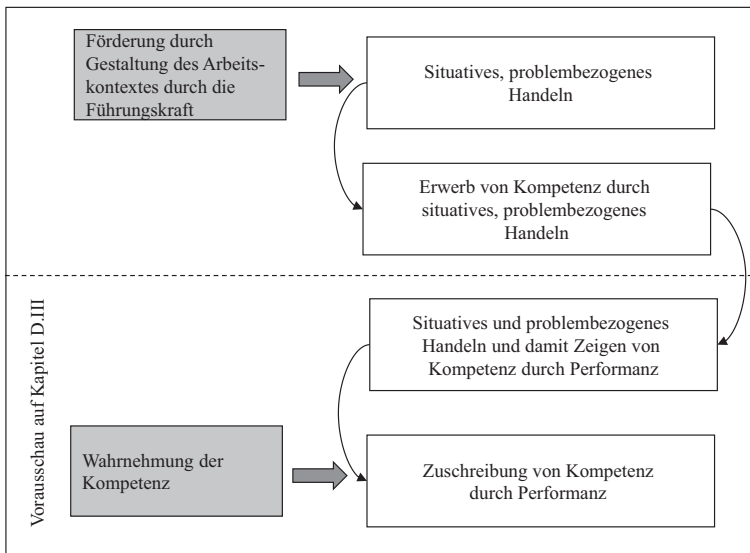 Förderung durch
Gestaltung des Arbeits-
kontextes durch die
Führungskraft
Situatives, problembezogenes
Handeln
Erwerb von Kompetenz durch
situatives, problembezogenes
Handeln
Vorausschau auf Kapitel D.III
Situatives und problembezogenes
Handeln und damit Zeigen von
Kompetenz durch Performanz
Wahrnehmung der
Kompetenz
Zuschreibung von Kompetenz
durch Performanz